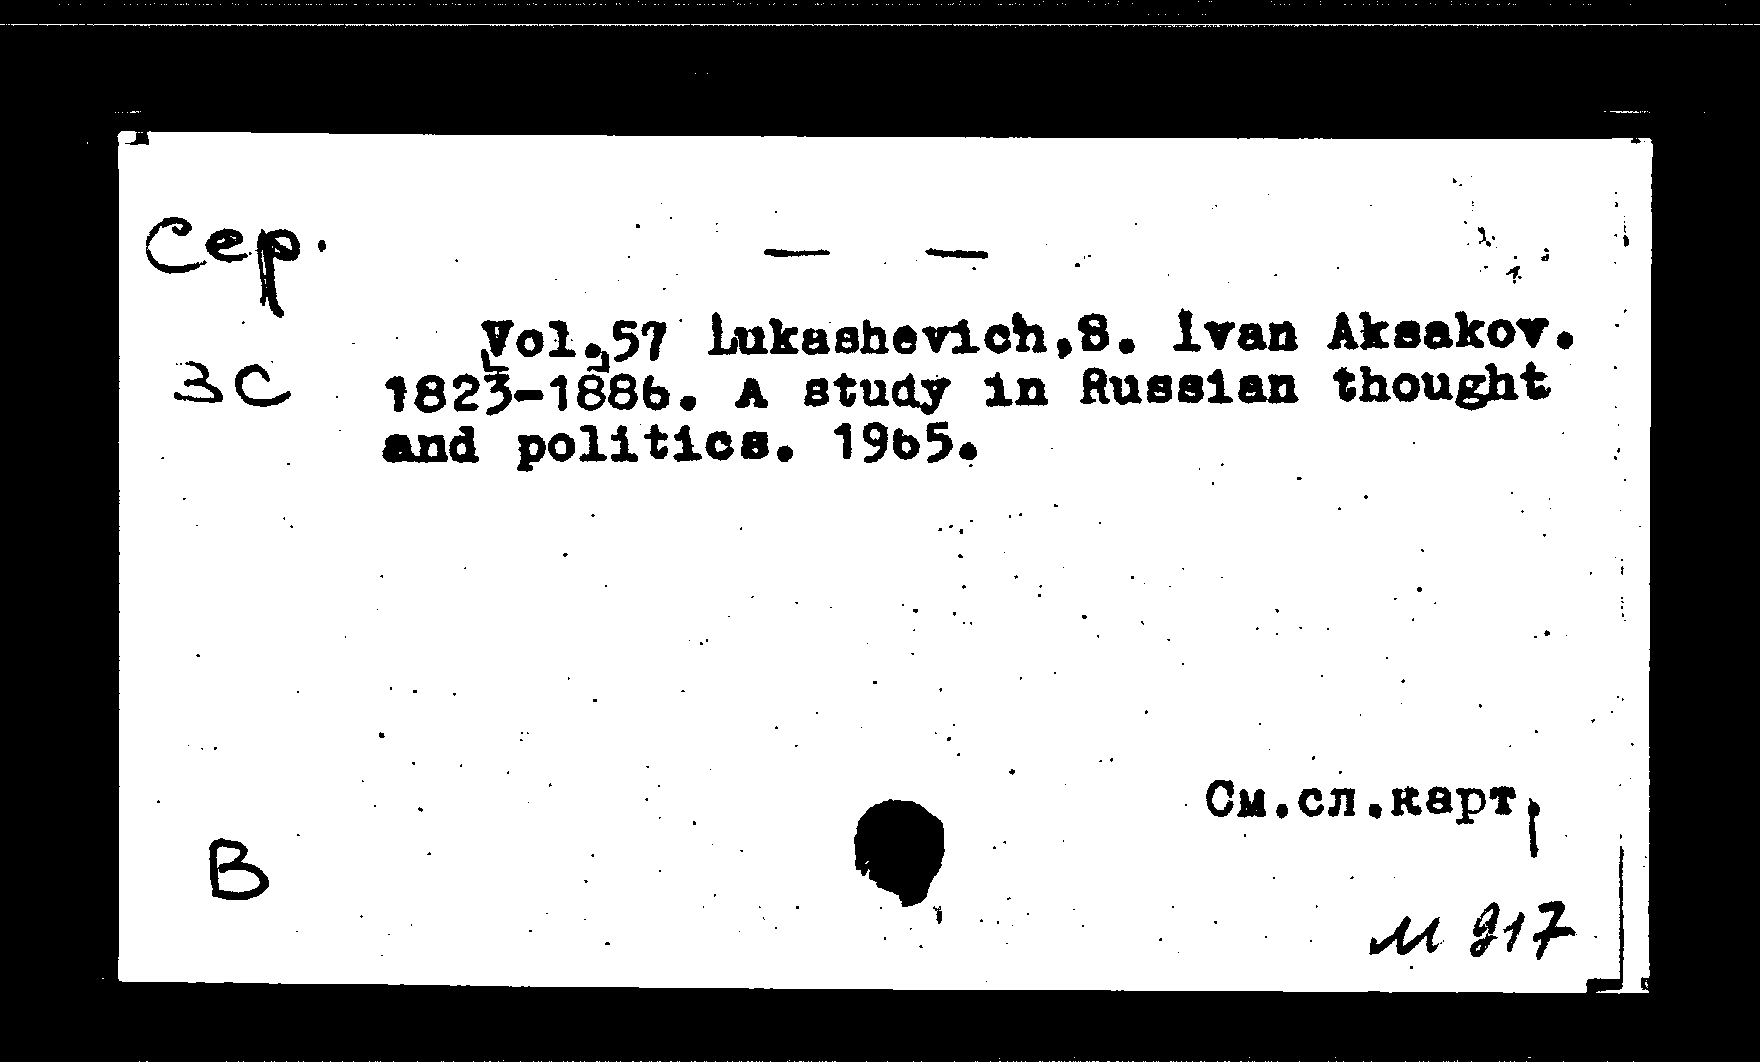 Сер.
— —
Vol.57 Lukashevich,S. Ivan Aksakov.
3C
1823-1886. A study in Russian thought
and politics. 1965.
См.сл.карт.
B
И 917